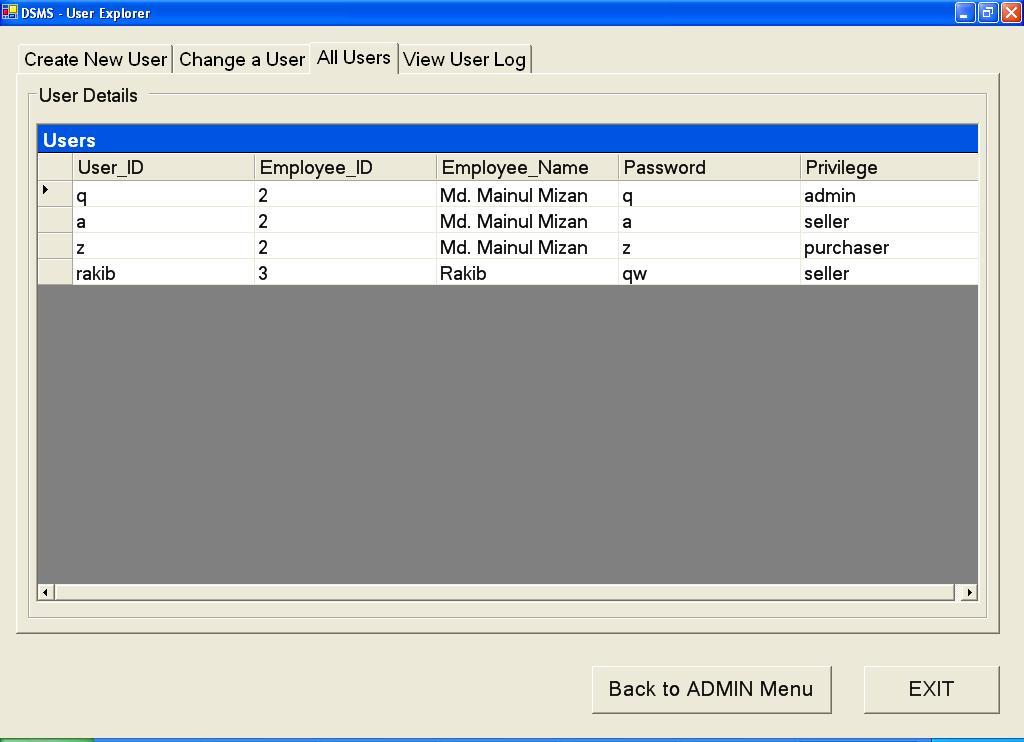 DSMS - User Explorer
Create New User Change a User All Users View User Log
User Details
Users
User_ID Employee_ID Employee_Name Password Privilege
q 2 Md. Mainul Mizan q admin
a 2 Md. Mainul Mizan a seller
z 2 Md. Mainul Mizan z purchaser
rakib 3 Rakib qw seller
Back to ADMIN Menu EXIT